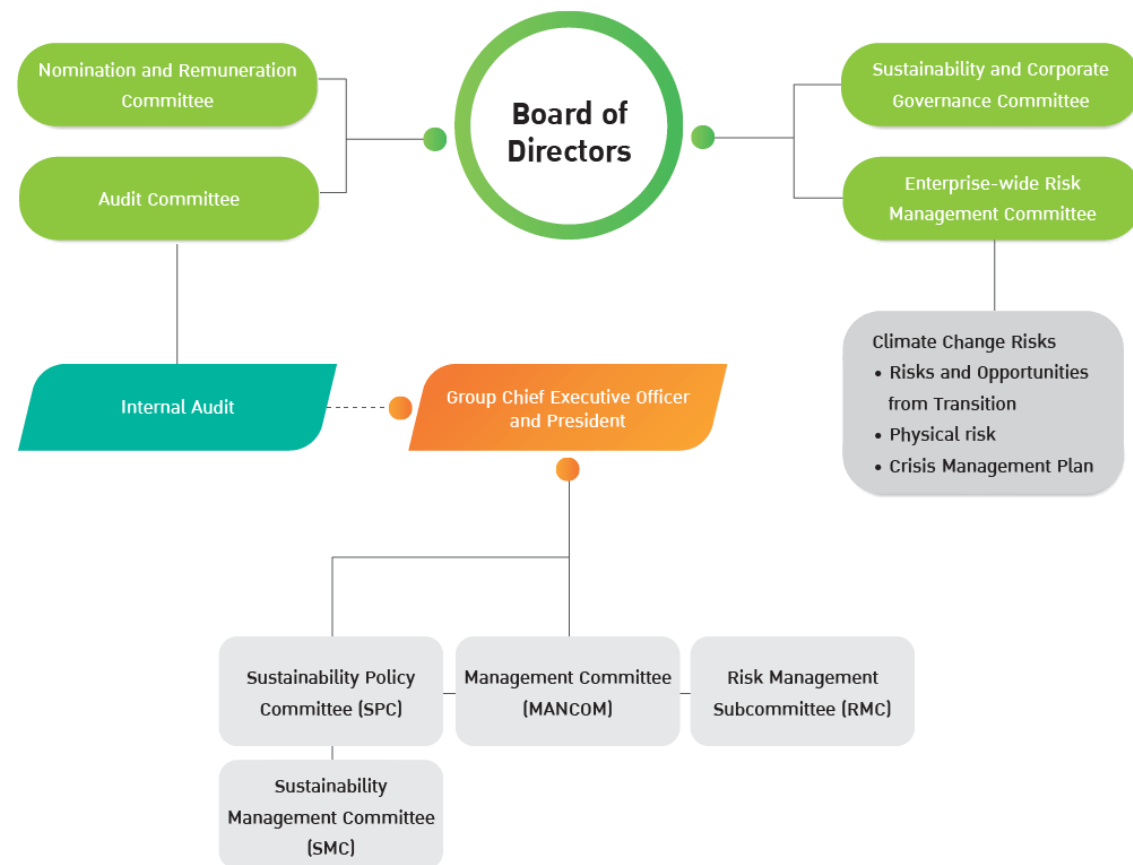 Nomination and Remuneration
Committee
Audit Committee
Board of
Directors
Sustainability and Corporate
Governance Committee
Enterprise-wide Risk
Management Committee
Climate Change Risks
• Risks and Opportunities
from Transition
• Physical risk
• Crisis Management Plan
Internal Audit
Group Chief Executive Officer
and President
Sustainability Policy
Committee (SPC)
Management Committee
(MANCOM)
Risk Management
Subcommittee (RMC)
Sustainability
Management Committee
(SMC)